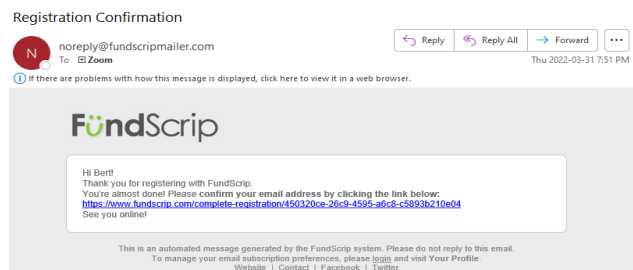 Registration Confirmation
N
noreply@fundscripmailer.com
To Zoom
Reply
Reply All
Forward
Thu 2022-03-31 7:51 PM
If there are problems with how this message is displayed, click here to view it in a web browser.
FündScrip
Hi Bert!
Thank you for registering with FundScrip.
You're almost done! Please confirm your email address by clicking the link below:
https://www.fundscrip.com/complete-registration/450320ce-26c9-4595-a6c8-c5893b210e04
See you online!
This is an automated message generated by the FundScrip system. Please do not reply to this email.
To manage your email subscription preferences, please login and visit Your Profile.
Website | Contact | Facebook | Twitter